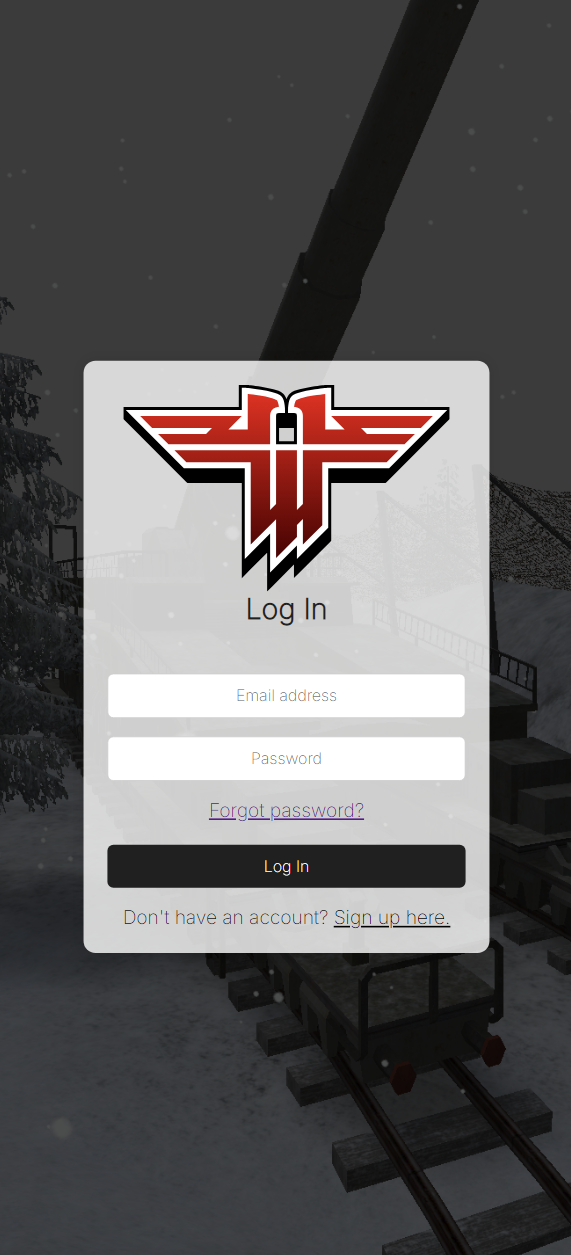 Log In
Email address
Password
Forgot password?
Log In
Don't have an account? Sign up here.